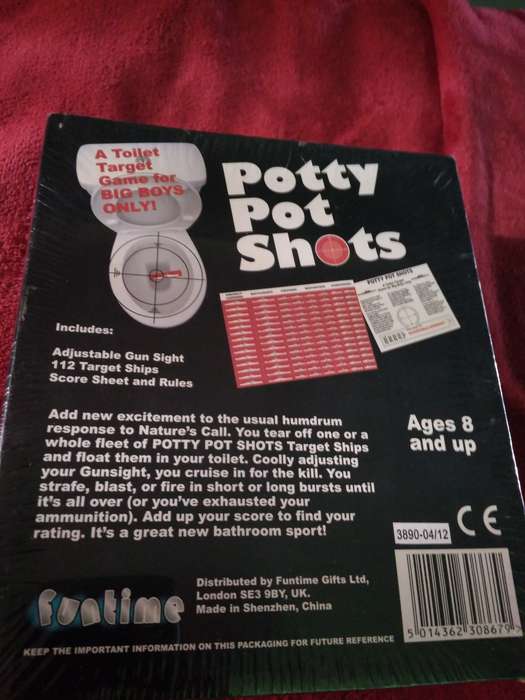 A Toilet
Target
Game for
BIG BOYS
ONLY!
Potty
Pot
Shots
POTTY POT SHOTS
Includes:
Adjustable Gun Sight
112 Target Ships
Score Sheet and Rules
Add new excitement to the usual humdrum
response to Nature's Call. You tear off one or a
whole fleet of POTTY POT SHOTS Target Ships
and float them in your toilet. Coolly adjusting
your Gunsight, you cruise in for the kill. You
strafe, blast, or fire in short or long bursts until
it's all over (or you've exhausted your
ammunition). Add up your score to find your
rating. It's a great new bathroom sport!
Ages 8
and up
3890-04/12
CE
funtime
Distributed by Funtime Gifts Ltd,
London SE3 9BY, UK.
Made in Shenzhen, China
5 014362 308679
KEEP THE IMPORTANT INFORMATION ON THIS PACKAGING FOR FUTURE REFERENCE